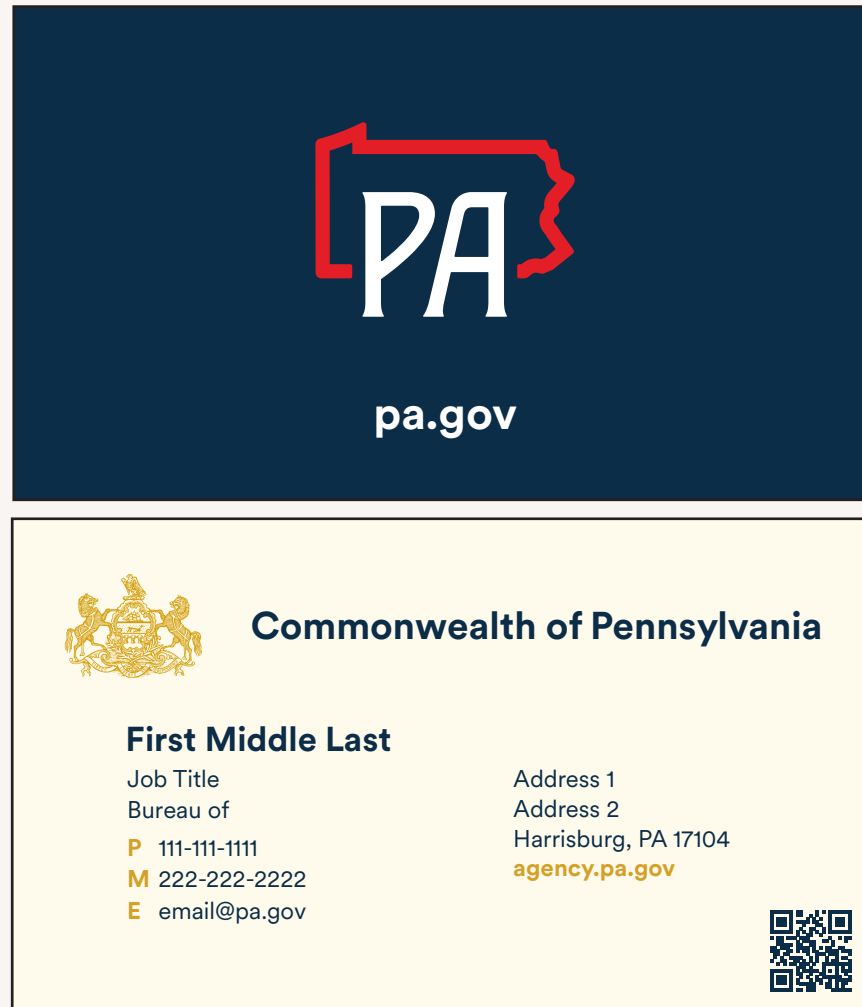 PA
pa.gov
Commonwealth of Pennsylvania
First Middle Last
Job Title
Bureau of
P 111-111-1111
M 222-222-2222
E email@pa.gov
Address 1
Address 2
Harrisburg, PA 17104
agency.pa.gov